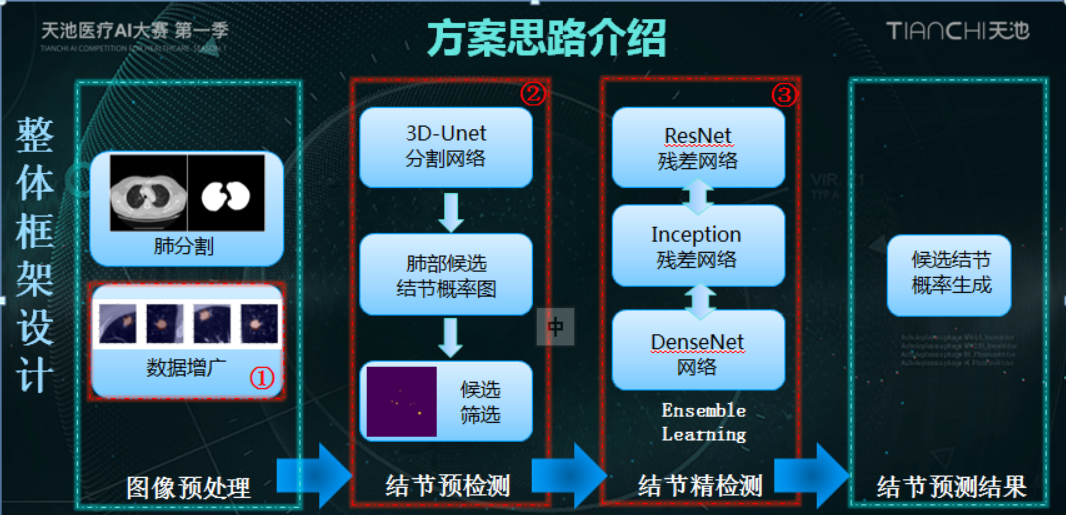 天池医疗AI大赛 第一季
TIANCHI AI COMPETITION FOR HEALTHCARE-SEASON 1
方案思路介绍
TIANCHI天池
整体框架设计
肺分割
数据增广
①
图像预处理
②
3D-Unet
分割网络
肺部候选
结节概率图
候选
筛选
结节预检测
中
③
ResNet
残差网络
Inception
残差网络
DenseNet
网络
Ensemble
Learning
结节精检测
候选结节
概率生成
结节预测结果